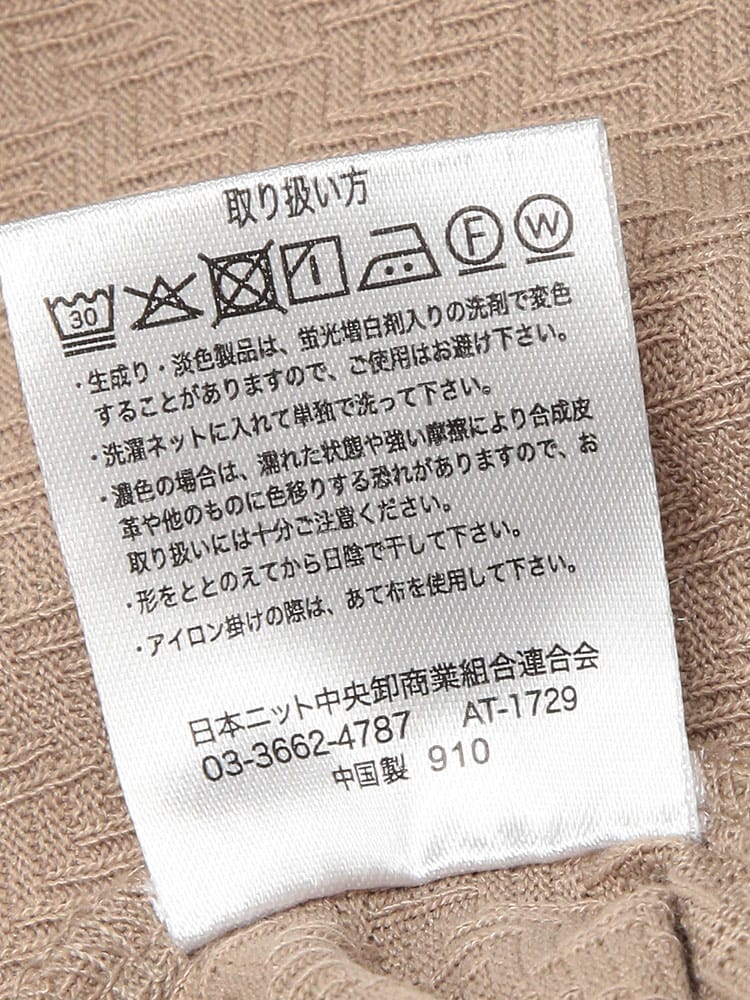 取り扱い方
30 F W
・生成り・淡色製品は、蛍光増白剤入りの洗剤で変色
することがありますので、ご使用はお避け下さい。
・洗濯ネットに入れて単独で洗って下さい。
・濃色の場合は、濡れた状態や強い摩擦により合成皮
革や他のものに色移りする恐れがありますので、お
取り扱いには十分ご注意ください。
・形をととのえてから日陰で干して下さい。
・アイロン掛けの際は、あて布を使用して下さい。
日本ニット中央卸商業組合連合会
03-3662-4787 AT-1729
中国製 910